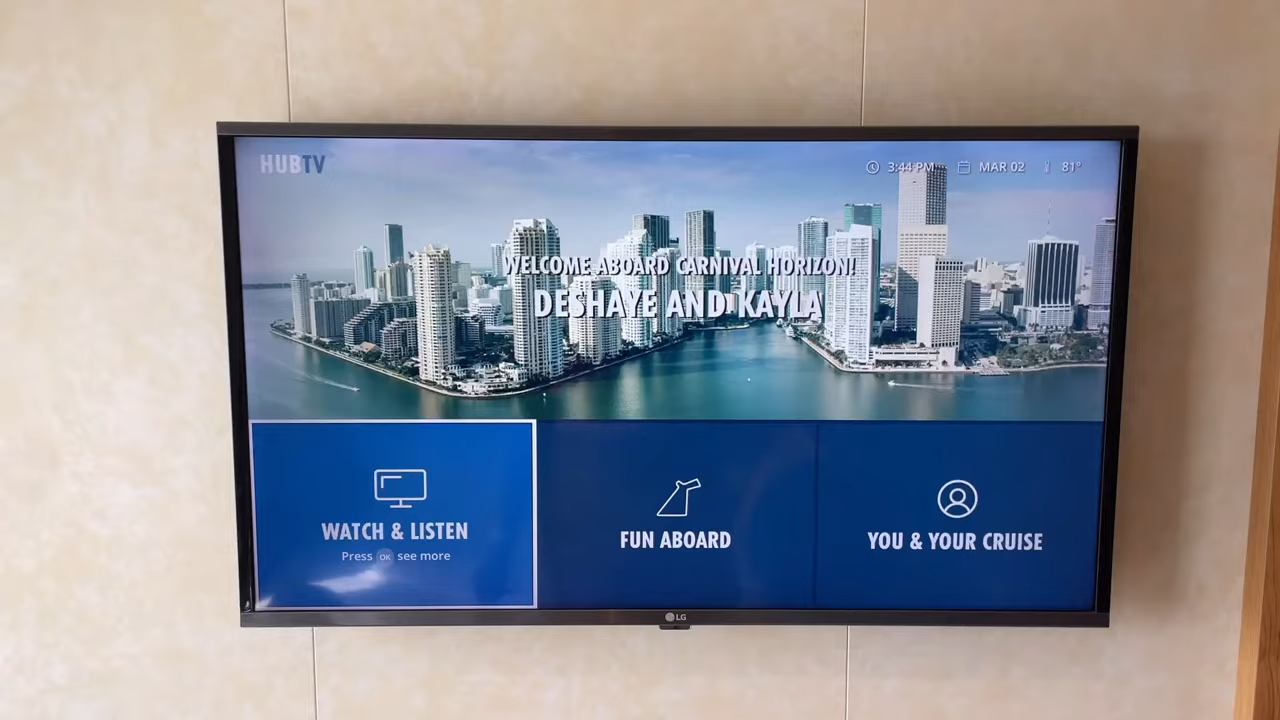 HUBTV
3:44 PM MAR 02 81°
WELCOME ABOARD CARNIVAL HORIZON!
DESHAYE AND KAYLA
WATCH & LISTEN
Press OK see more
FUN ABOARD
YOU & YOUR CRUISE
LG